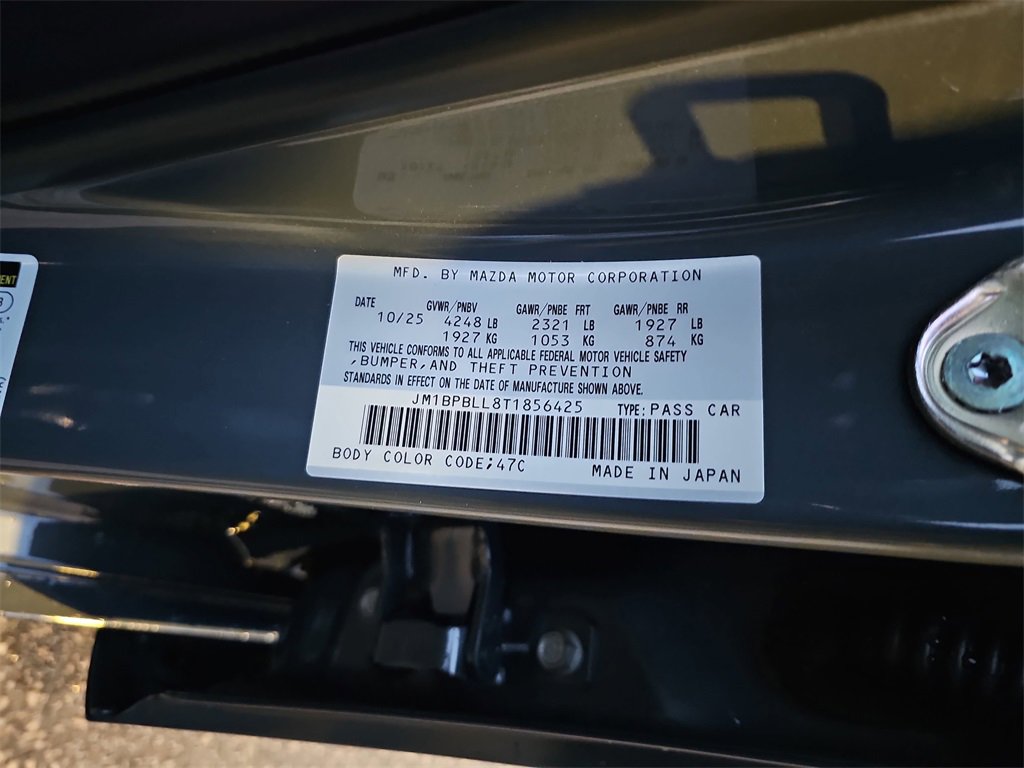 MFD. BY MAZDA MOTOR CORPORATION
DATE GVWR/PNBV GAWR/PNBE FRT GAWR/PNBE RR
10/25 4248 LB 2321 LB 1927 LB
1927 KG 1053 KG 874 KG
THIS VEHICLE CONFORMS TO ALL APPLICABLE FEDERAL MOTOR VEHICLE SAFETY
,BUMPER,AND THEFT PREVENTION
STANDARDS IN EFFECT ON THE DATE OF MANUFACTURE SHOWN ABOVE.
JM1BPBLL8T1856425 TYPE: PASS CAR
BODY COLOR CODE;47C MADE IN JAPAN